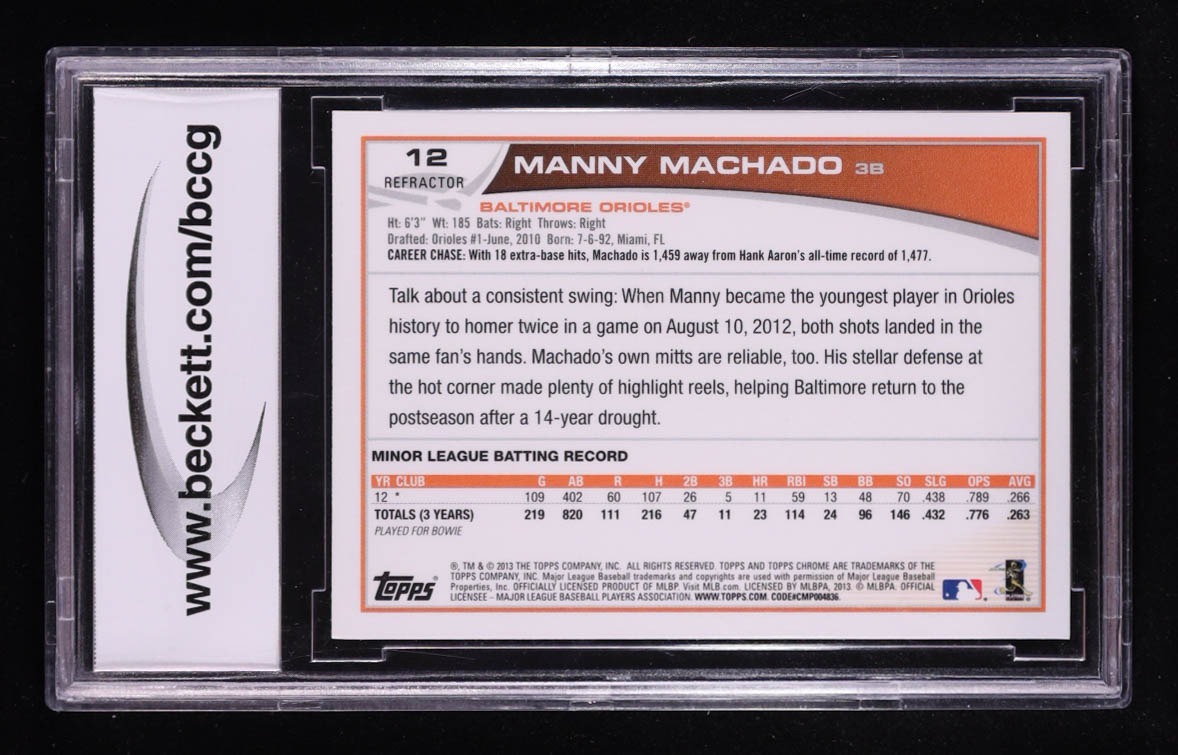 www.beckett.com/bccg
12
REFRACTOR
MANNY MACHADO 3B
BALTIMORE ORIOLES®
Ht: 6'3" Wt: 185 Bats: Right Throws: Right
Drafted: Orioles #1-June, 2010 Born: 7-6-92, Miami, FL
CAREER CHASE: With 18 extra-base hits, Machado is 1,459 away from Hank Aaron's all-time record of 1,477.
Talk about a consistent swing: When Manny became the youngest player in Orioles
history to homer twice in a game on August 10, 2012, both shots landed in the
same fan's hands. Machado's own mitts are reliable, too. His stellar defense at
the hot corner made plenty of highlight reels, helping Baltimore return to the
postseason after a 14-year drought.
MINOR LEAGUE BATTING RECORD
YR CLUB G AB R H 2B 3B HR RBI SB BB SO SLG OPS AVG
12 * 109 402 60 107 26 5 11 59 13 48 70 .438 .789 .266
TOTALS (3 YEARS) 219 820 111 216 47 11 23 114 24 96 146 .432 .776 .263
PLAYED FOR BOWIE
topps
®, TM & © 2013 THE TOPPS COMPANY, INC. ALL RIGHTS RESERVED. TOPPS AND TOPPS CHROME ARE TRADEMARKS OF THE
TOPPS COMPANY, INC. Major League Baseball trademarks and copyrights are used with permission of Major League Baseball
Properties, Inc. OFFICIALLY LICENSED PRODUCT OF MLBP. Visit MLB.com. LICENSED BY MLBPA, 2013. © MLBPA. OFFICIAL
LICENSEE – MAJOR LEAGUE BASEBALL PLAYERS ASSOCIATION. WWW.TOPPS.COM. CODE#CMP004836.